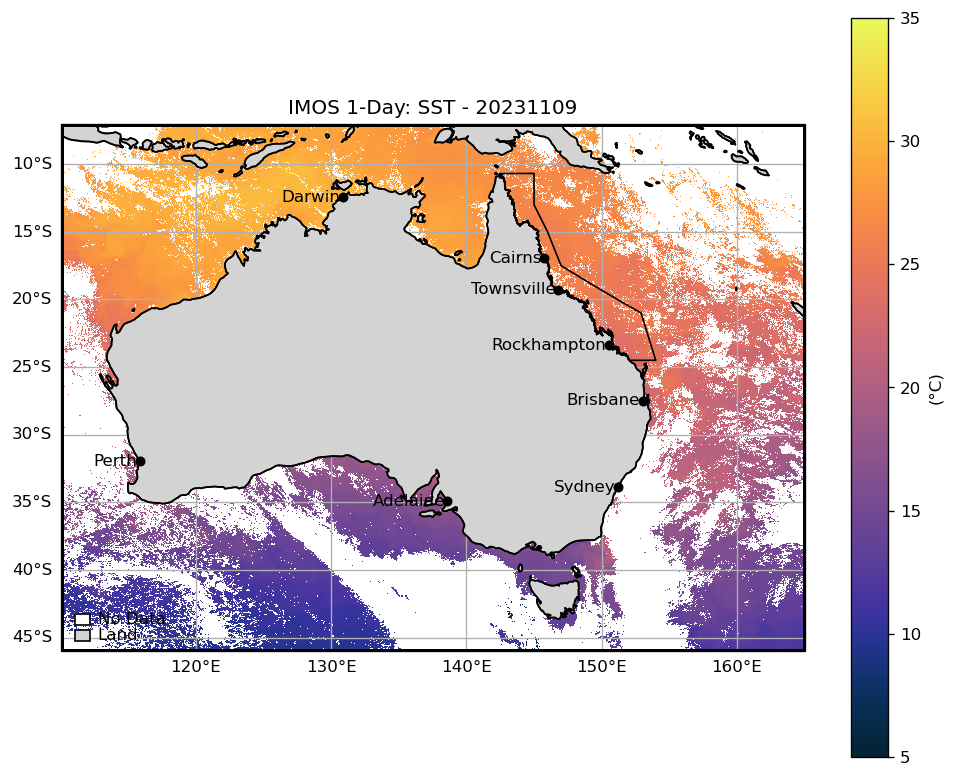 IMOS 1-Day: SST - 20231109
35
30
25
20
15
10
5
(°C)
10°S
15°S
20°S
25°S
30°S
35°S
40°S
45°S
Darwin
Cairns
Townsville
Rockhampton
Brisbane
Perth
Sydney
Adelaide
No Data
Land
120°E
130°E
140°E
150°E
160°E